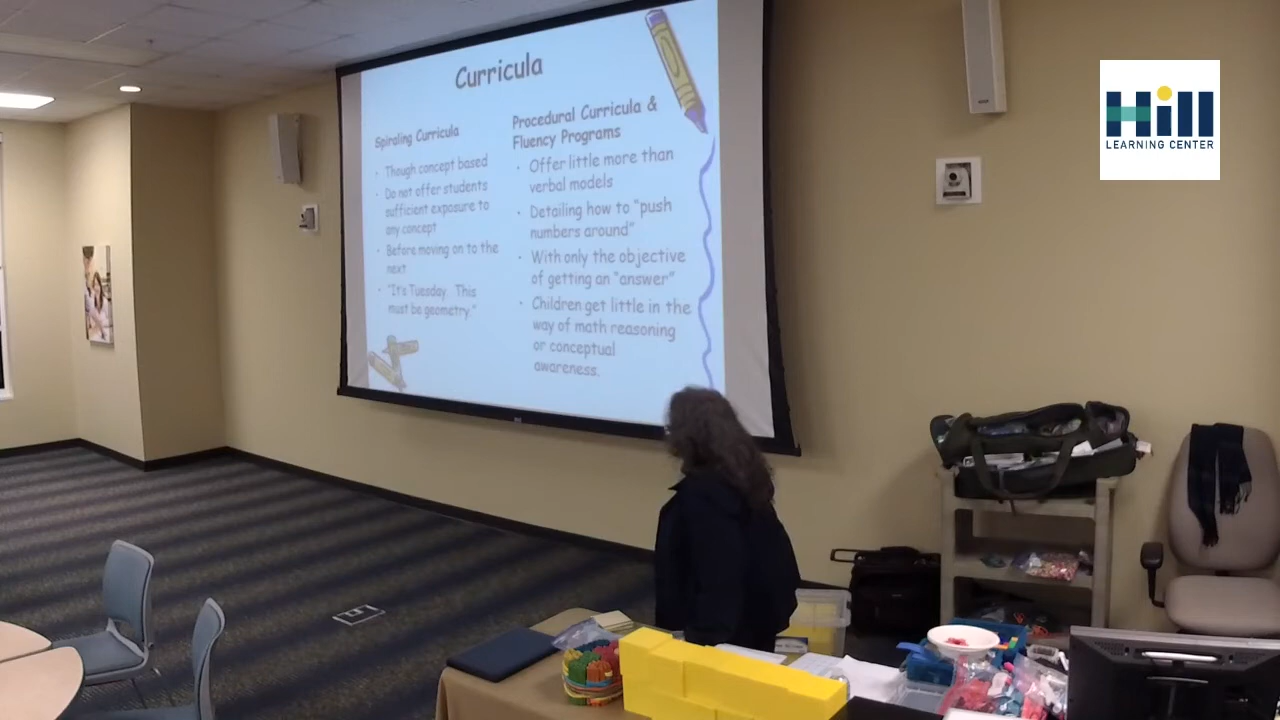 Curricula
Spiraling Curricula
• Though concept based
• Do not offer students
sufficient exposure to
any concept
• Before moving on to the
next
• "It's Tuesday. This
must be geometry."
Procedural Curricula &
Fluency Programs
• Offer little more than
verbal models
• Detailing how to "push
numbers around"
• With only the objective
of getting an "answer"
• Children get little in the
way of math reasoning
or conceptual
awareness.
Hill
LEARNING CENTER